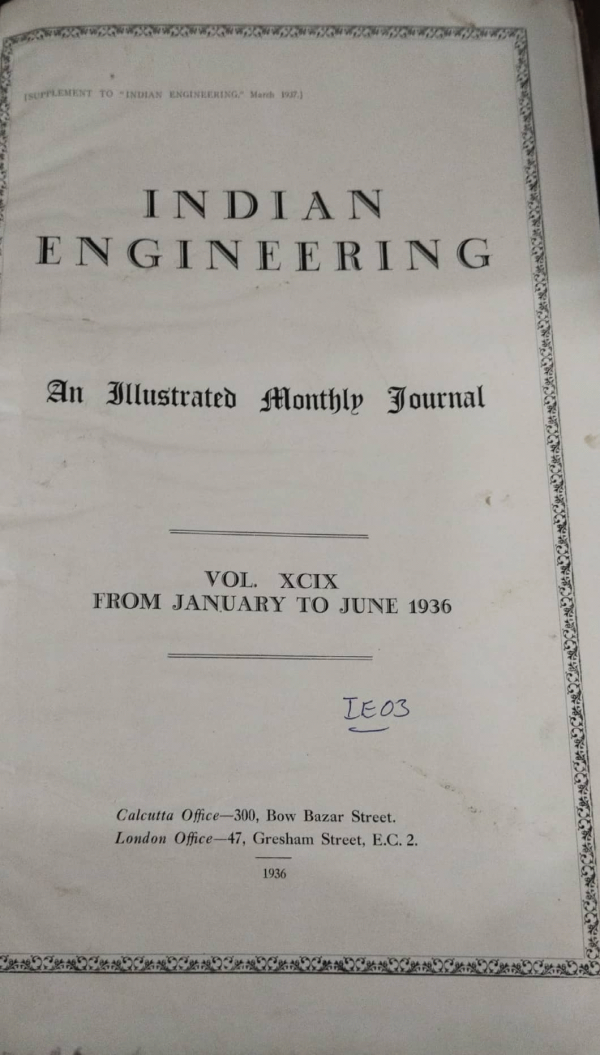 [SUPPLEMENT TO "INDIAN ENGINEERING," March 1937.]
INDIAN
ENGINEERING
An Illustrated Monthly Journal
VOL. XCIX
FROM JANUARY TO JUNE 1936
IE03
Calcutta Office—300, Bow Bazar Street.
London Office—47, Gresham Street, E.C. 2.
1936